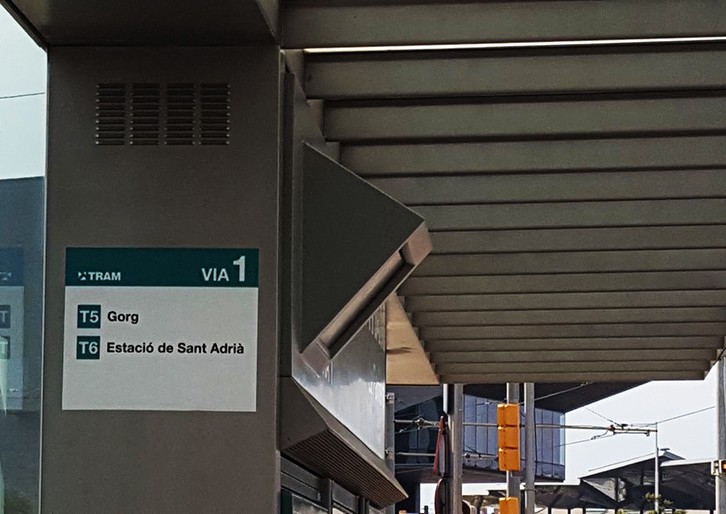 TRAM VIA 1
T5 Gorg
T6 Estació de Sant Adrià